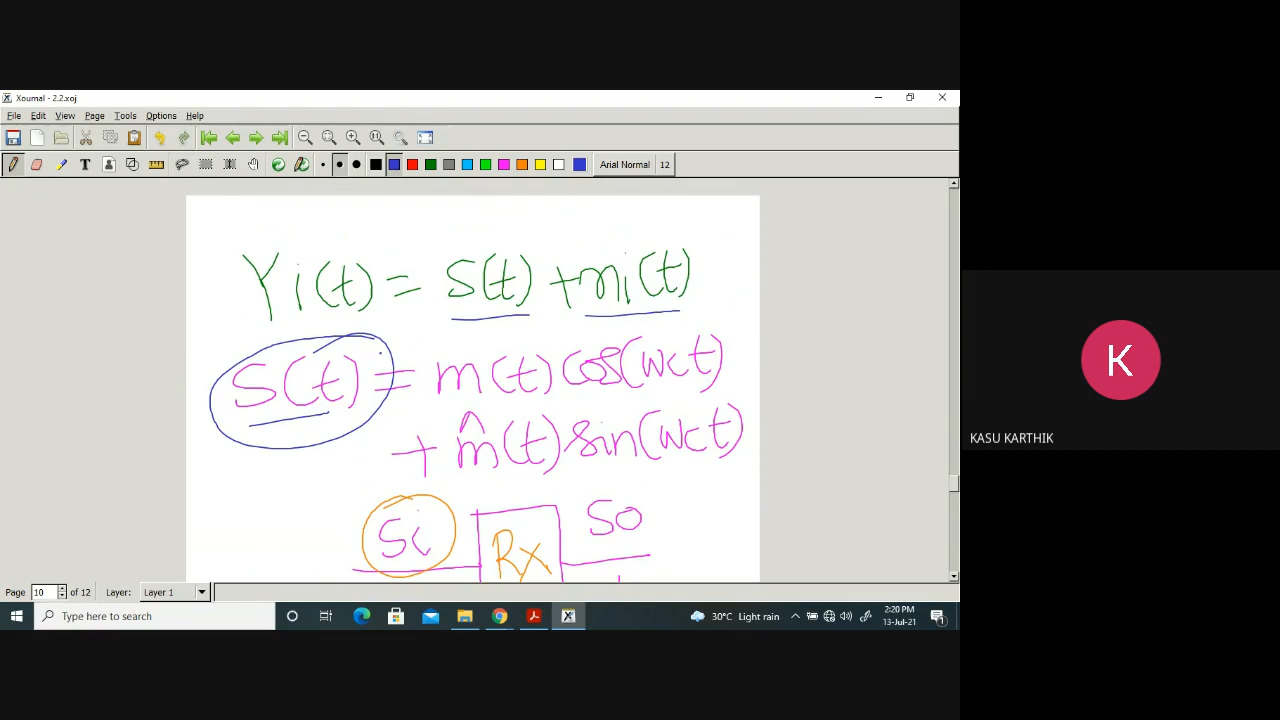 Xournal - 2.2.xoj
File Edit View Page Tools Options Help
Arial Normal 12
Yi(t) = S(t) + ni(t)
S(t) = m(t) cos(wct)
+ m̂(t) sin(wct)
Si Rx So
KASU KARTHIK
K
Page 10 of 12 Layer: Layer 1
Type here to search
30°C Light rain
2:20 PM
13-Jul-21
1